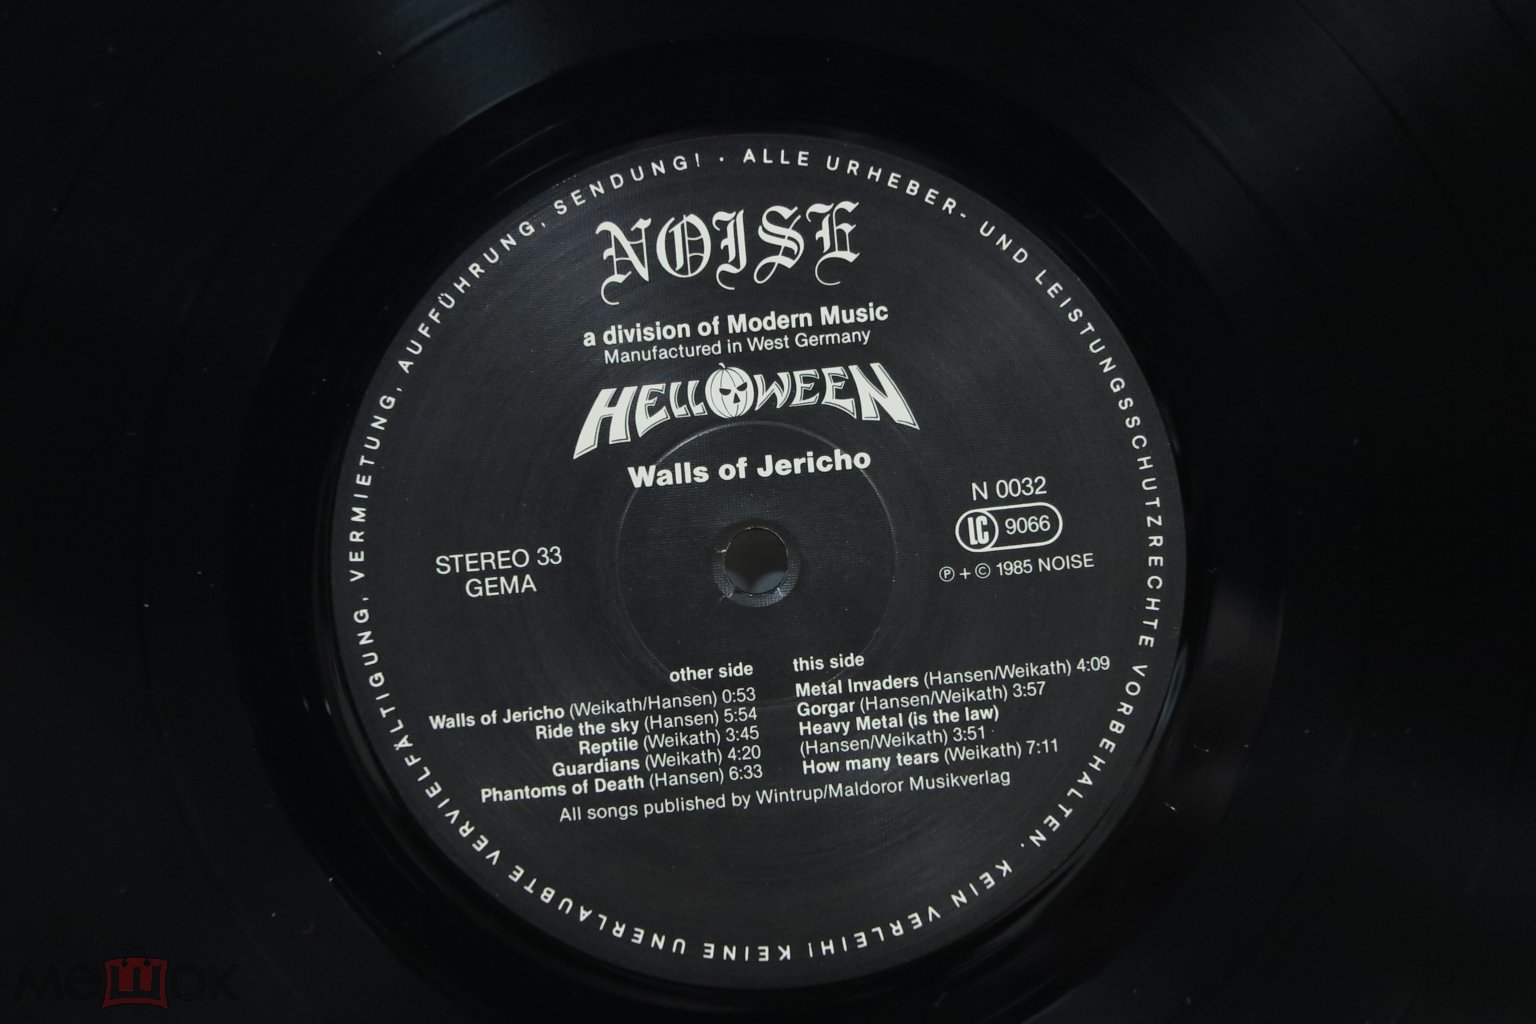 ALLE URHEBER- UND LEISTUNGSSCHUTZRECHTE VORBEHALTEN. KEIN VERLEIH! KEINE UNERLAUBTE VERVIELFÄLTIGUNG, VERMIETUNG, AUFFÜHRUNG, SENDUNG! ·
NOISE
a division of Modern Music
Manufactured in West Germany
HELLOWEEN
Walls of Jericho
STEREO 33
GEMA
N 0032
LC 9066
℗ + © 1985 NOISE
other side
Walls of Jericho (Weikath/Hansen) 0:53
Ride the sky (Hansen) 5:54
Reptile (Weikath) 3:45
Guardians (Weikath) 4:20
Phantoms of Death (Hansen) 6:33
this side
Metal Invaders (Hansen/Weikath) 4:09
Gorgar (Hansen/Weikath) 3:57
Heavy Metal (is the law)
(Hansen/Weikath) 3:51
How many tears (Weikath) 7:11
All songs published by Wintrup/Maldoror Musikverlag
мешок